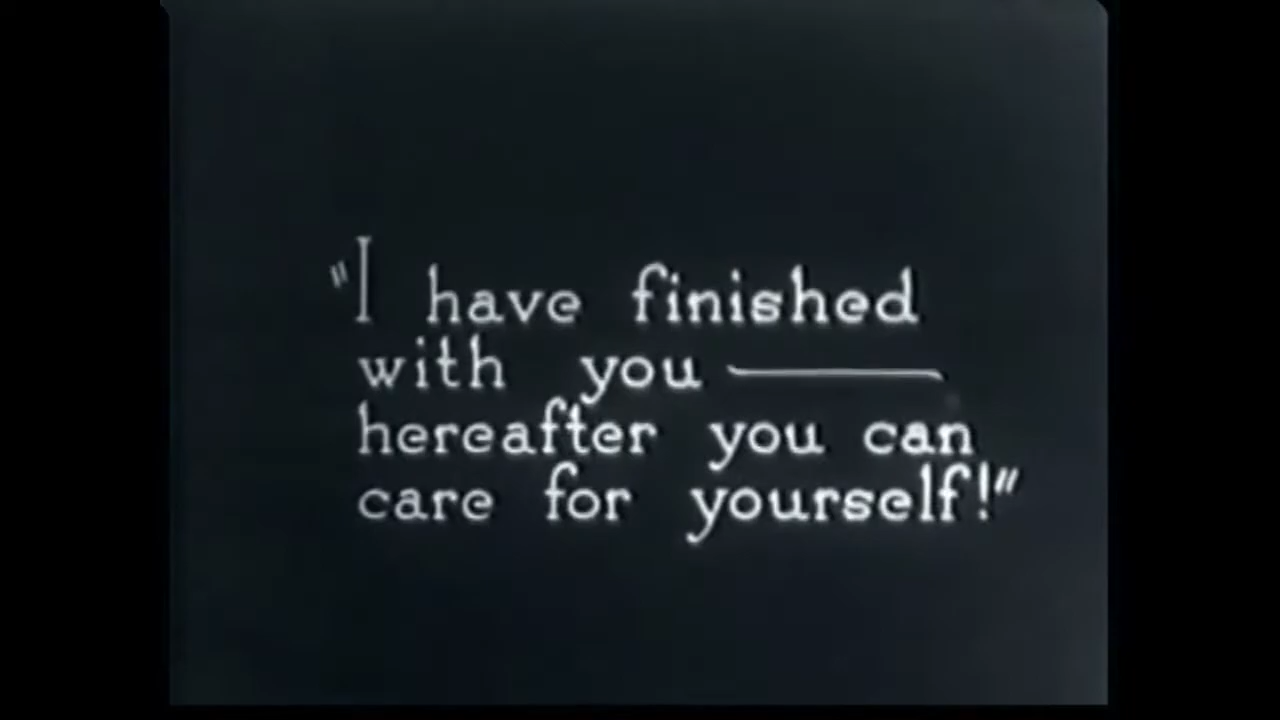 "I have finished
with you ——
hereafter you can
care for yourself!"